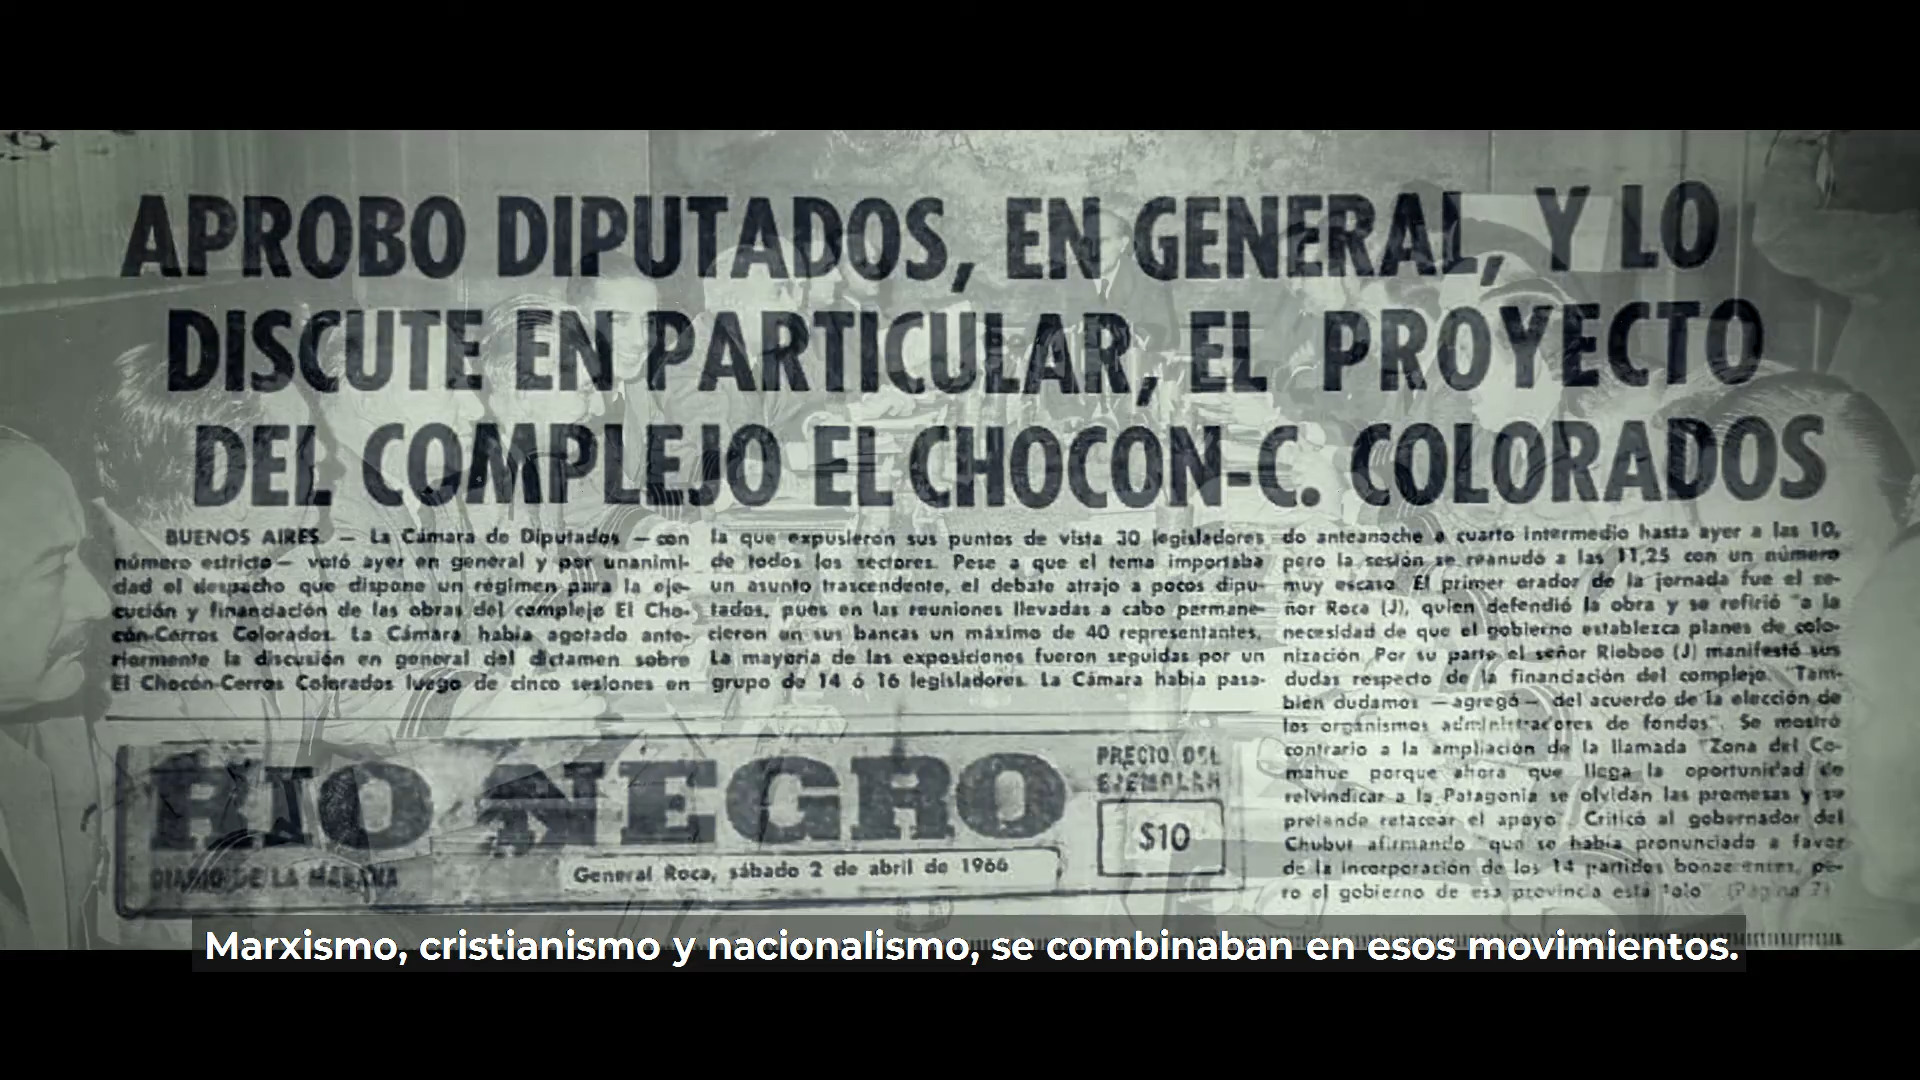 APROBO DIPUTADOS, EN GENERAL, Y LO
DISCUTE EN PARTICULAR, EL PROYECTO
DEL COMPLEJO EL CHOCON-C. COLORADOS
BUENOS AIRES. — La Cámara de Diputados —con
número estricto— votó ayer en general y por unanimi-
dad el despacho que dispone un régimen para la eje-
cución y financiación de las obras del complejo El Cho-
cón-Cerros Colorados. La Cámara había agotado ante-
riormente la discusión en general del dictamen sobre
El Chocón-Cerros Colorados luego de cinco sesiones en
la que expusieron sus puntos de vista 30 legisladores
de todos los sectores. Pese a que el tema importaba
un asunto trascendente, el debate atrajo a pocos dipu-
tados, pues en las reuniones llevadas a cabo permane-
cieron en sus bancas un máximo de 40 representantes.
La mayoría de las exposiciones fueron seguidas por un
grupo de 14 ó 16 legisladores. La Cámara había pasa-
do anteanoche a cuarto intermedio hasta ayer a las 10,
pero la sesión se reanudó a las 11,25 con un número
muy escaso. El primer orador de la jornada fue el se-
ñor Roca (J), quien defendió la obra y se refirió "a la
necesidad de que el gobierno establezca planes de colo-
nización. Por su parte el señor Rioboo (J) manifestó sus
dudas respecto de la financiación del complejo. "Tam-
bién dudamos —agregó— del acuerdo de la elección de
los organismos administradores de fondos". Se mostró
contrario a la ampliación de la llamada "Zona del Co-
mahue porque ahora que llega la oportunidad de
reivindicar a la Patagonia se olvidan las promesas y se
pretende retacear el apoyo". Criticó al gobernador del
Chubut afirmando "que se había pronunciado a favor
de la incorporación de los 14 partidos bonaerentes, pe-
ro el gobierno de esa provincia está (Página 7)
RIO NEGRO
DIARIO DE LA MAÑANA
General Roca, sábado 2 de abril de 1966
PRECIO DEL
EJEMPLAR
$10
Marxismo, cristianismo y nacionalismo, se combinaban en esos movimientos.